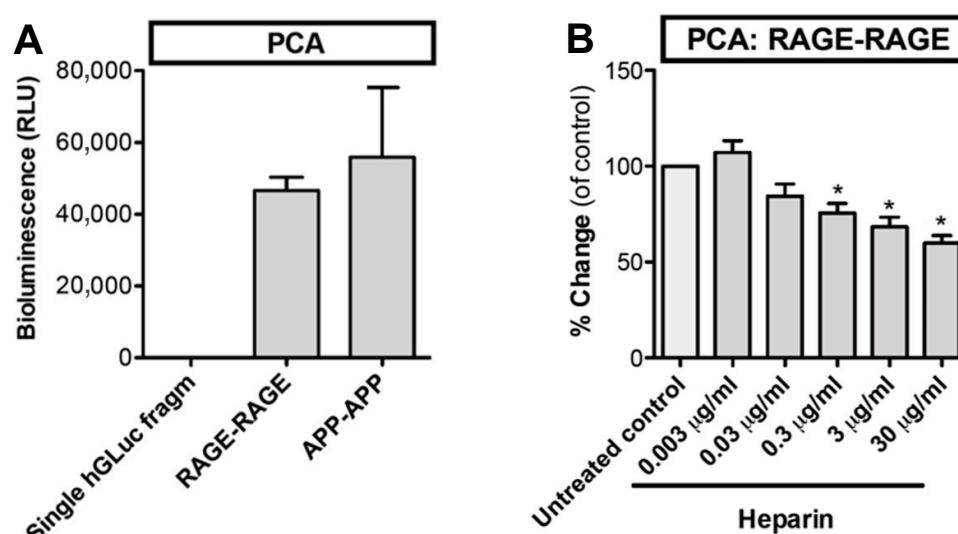 A
PCA
Bioluminescence (RLU)
80,000
60,000
40,000
20,000
0
Single hGLuc fragm
RAGE-RAGE
APP-APP
B
PCA: RAGE-RAGE
% Change (of control)
150
100
50
0
* * *
Untreated control
0.003 µg/ml
0.03 µg/ml
0.3 µg/ml
3 µg/ml
30 µg/ml
Heparin